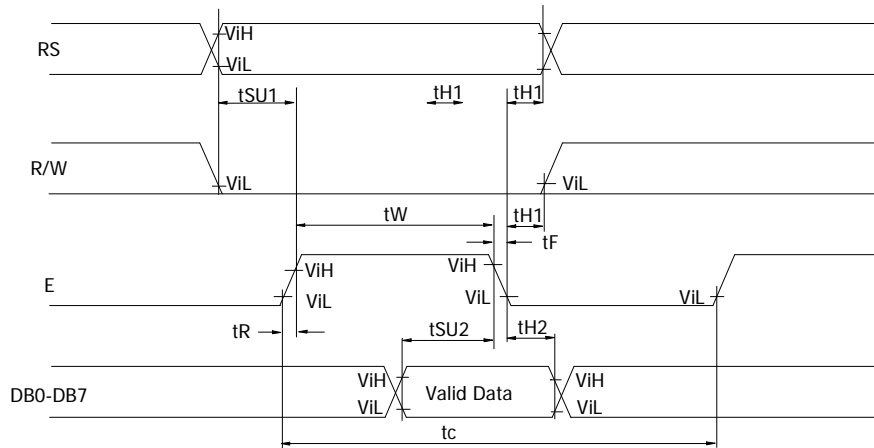 ViH
RS
ViL
tSU1 tH1 tH1
R/W
ViL ViL
tW tH1
tF
ViH ViH
E ViL ViL ViL
tR tSU2 tH2
ViH Valid Data ViH
DB0-DB7
ViL ViL
tc